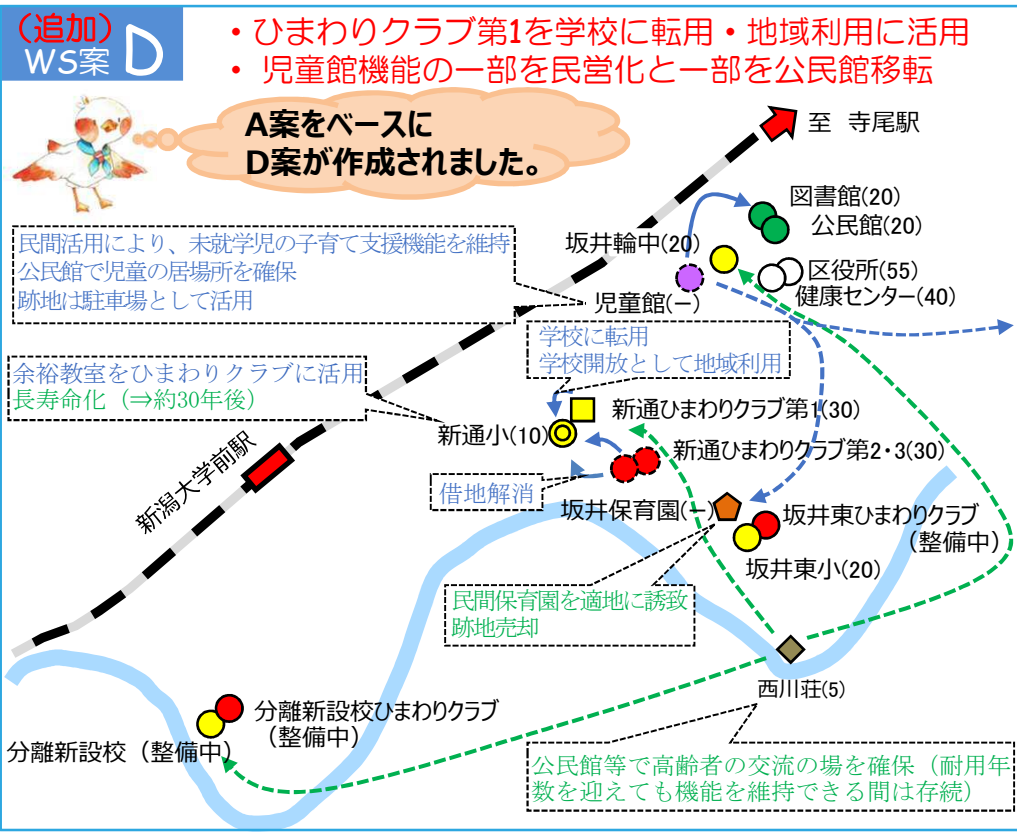 (追加)
WS案 D
・ひまわりクラブ第1を学校に転用・地域利用に活用
・児童館機能の一部を民営化と一部を公民館移転
A案をベースに
D案が作成されました。
至 寺尾駅
図書館(20)
公民館(20)
坂井輪中(20)
区役所(55)
健康センター(40)
児童館(ー)
民間活用により、未就学児の子育て支援機能を維持
公民館で児童の居場所を確保
跡地は駐車場として活用
学校に転用
学校開放として地域利用
余裕教室をひまわりクラブに活用
長寿命化（⇒約30年後）
新通ひまわりクラブ第1(30)
新通小(10)
新通ひまわりクラブ第2・3(30)
新潟大学前駅
借地解消
坂井保育園(ー)
坂井東ひまわりクラブ
(整備中)
坂井東小(20)
民間保育園を適地に誘致
跡地売却
西川荘(5)
分離新設校ひまわりクラブ
(整備中)
分離新設校（整備中）
公民館等で高齢者の交流の場を確保（耐用年
数を迎えても機能を維持できる間は存続）